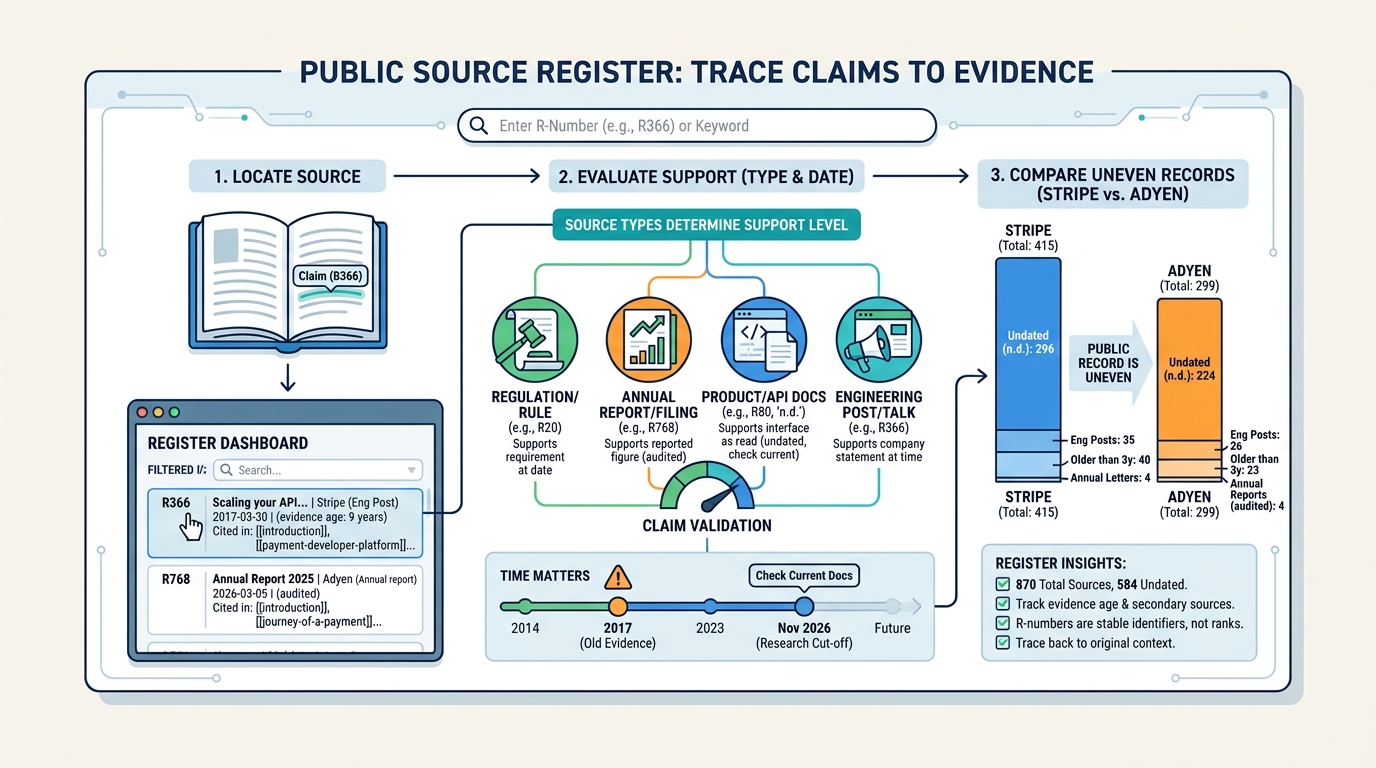 PUBLIC SOURCE REGISTER: TRACE CLAIMS TO EVIDENCE
Enter R-Number (e.g., R366) or Keyword
1. LOCATE SOURCE
Claim (B366)
REGISTER DASHBOARD
FILTERED I/:
Search...
R366
Scaling your API... | Stripe (Eng Post)
2017-03-30 | (evidence age: 9 years)
Cited in: [[introduction]],
[[payment-developer-platform]]...
R768
Annual Report 2025 | Adyen (Annual report)
2026-03-05 | (audited)
Cited in: [[introduction]],
[[journey-of-a-payment]]...
2. EVALUATE SUPPORT (TYPE & DATE)
SOURCE TYPES DETERMINE SUPPORT LEVEL
REGULATION/
RULE
(e.g., R20)
Supports
requirement
at date
ANNUAL
REPORT/FILING
(e.g., R768)
Supports reported
figure (audited)
PRODUCT/API DOCS
(e.g., R80, 'n.d.')
Supports interface
as read (undated,
check current)
ENGINEERING
POST/TALK
(e.g., R366)
Supports company
statement at time
CLAIM VALIDATION
TIME MATTERS
Check Current Docs
2014
2017
(Old Evidence)
2023
Nov 2026
(Research Cut-off)
Future
3. COMPARE UNEVEN RECORDS
(STRIPE vs. ADYEN)
STRIPE
(Total: 415)
Undated
(n.d.): 296
Eng Posts: 35
Older than 3y: 40
Annual Letters: 4
STRIPE
(Total: 415)
PUBLIC
RECORD IS
UNEVEN
ADYEN
(Total: 299)
Undated
(n.d.): 224
Eng Posts:
26
Older than
3y: 23
Annual
Reports
(audited): 4
ADYEN
(Total: 299)
REGISTER INSIGHTS:
870 Total Sources, 584 Undated.
Track evidence age & secondary sources.
R-numbers are stable identifiers, not ranks.
Trace back to original context.